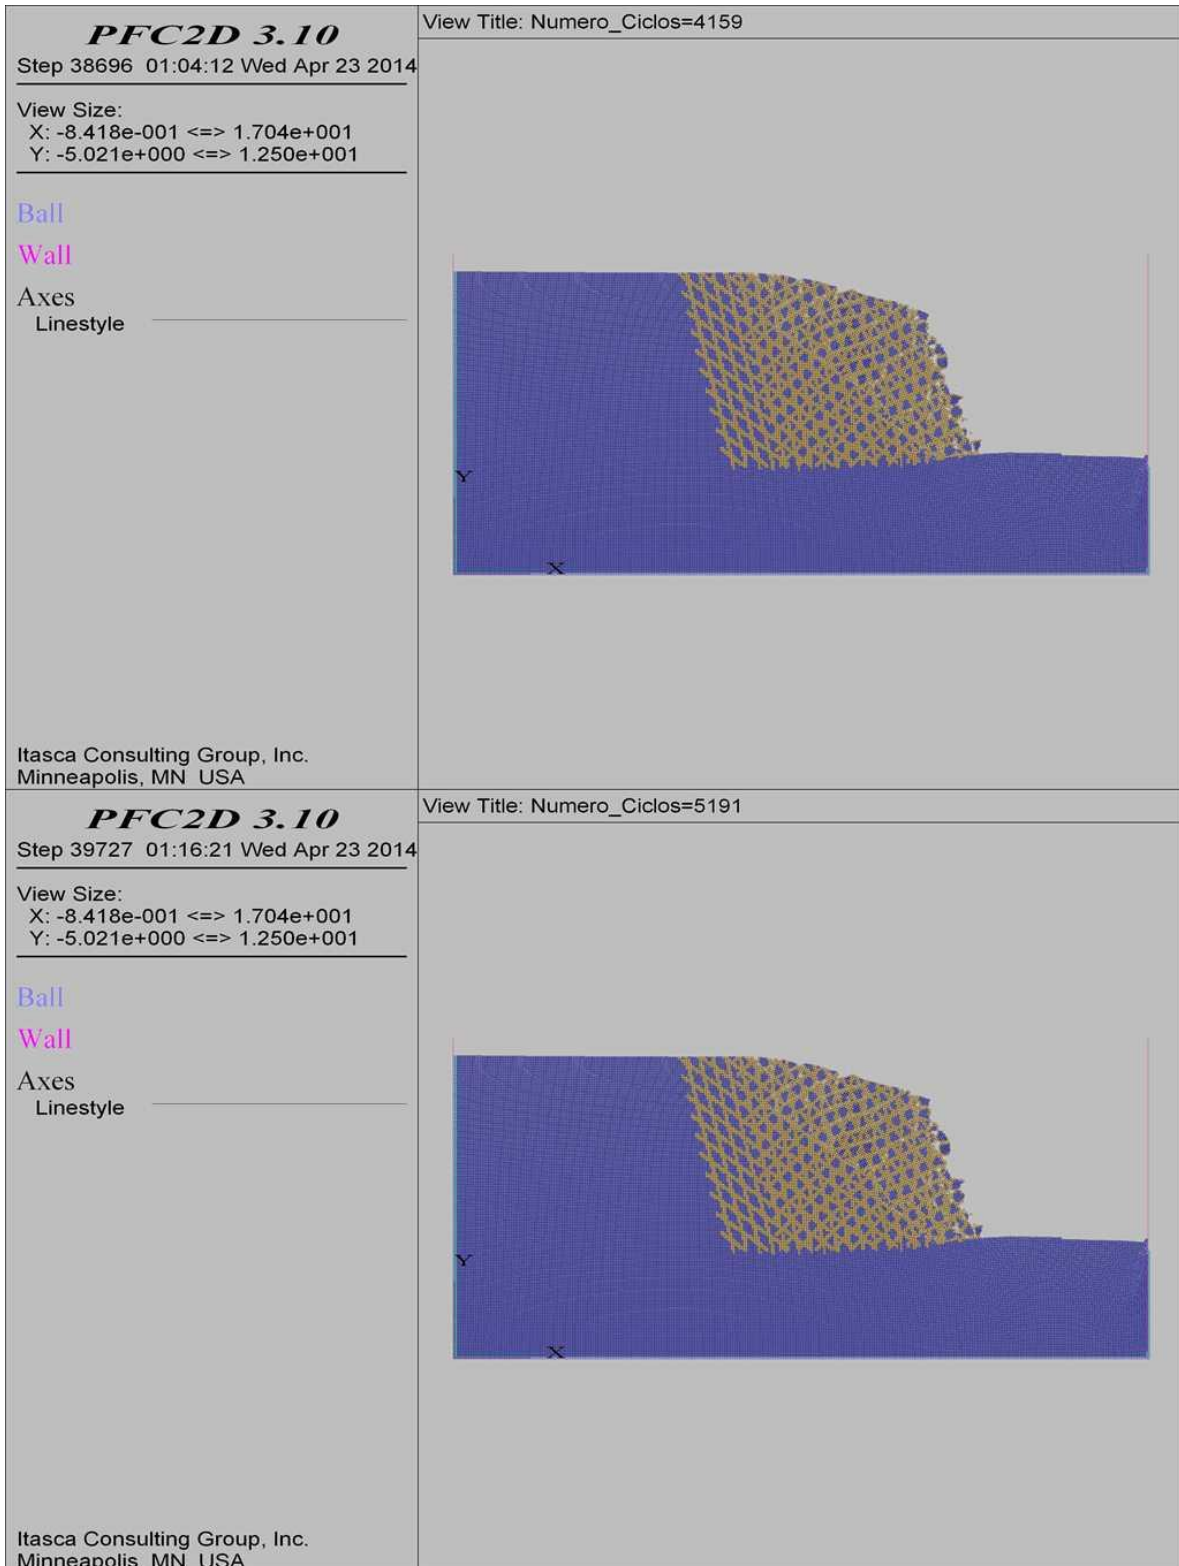 PFC2D 3.10
Step 38696 01:04:12 Wed Apr 23 2014
View Size:
X: -8.418e-001 <=> 1.704e+001
Y: -5.021e+000 <=> 1.250e+001
Ball
Wall
Axes
Linestyle
Itasca Consulting Group, Inc.
Minneapolis, MN USA
View Title: Numero_Ciclos=4159
Y
X
PFC2D 3.10
Step 39727 01:16:21 Wed Apr 23 2014
View Size:
X: -8.418e-001 <=> 1.704e+001
Y: -5.021e+000 <=> 1.250e+001
Ball
Wall
Axes
Linestyle
Itasca Consulting Group, Inc.
Minneapolis, MN USA
View Title: Numero_Ciclos=5191
Y
X